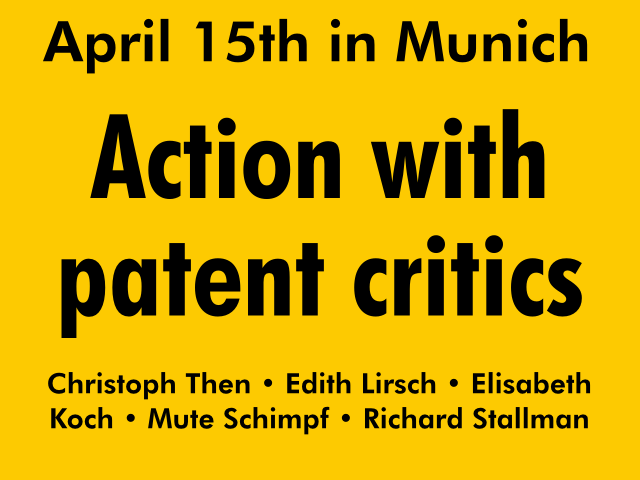 April 15th in Munich
Action with
patent critics
Christoph Then • Edith Lirsch • Elisabeth
Koch • Mute Schimpf • Richard Stallman